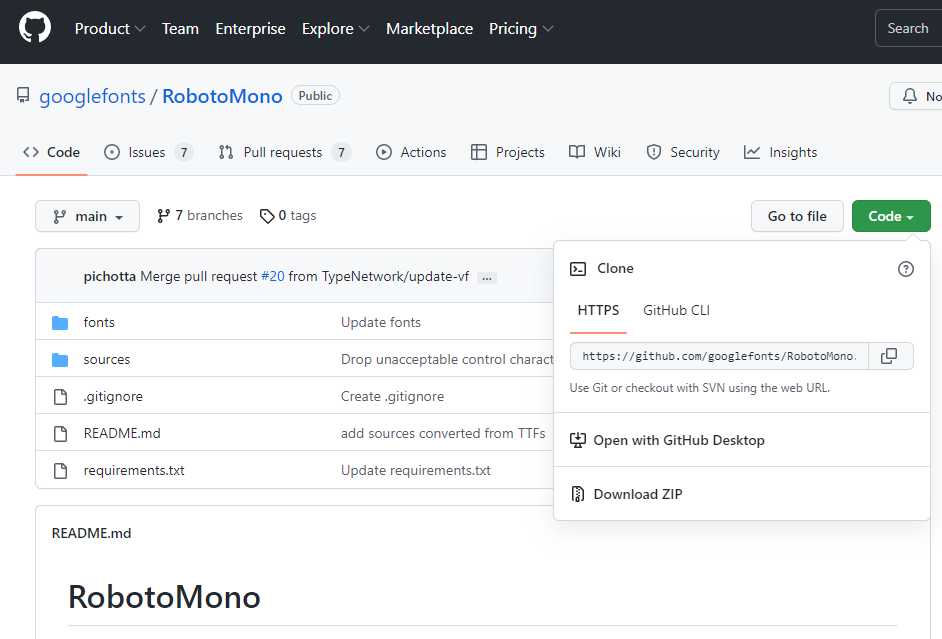 Product Team Enterprise Explore Marketplace Pricing Search
googlefonts / RobotoMono Public
Code Issues 7 Pull requests 7 Actions Projects Wiki Security Insights
main 7 branches 0 tags Go to file Code
pichotta Merge pull request #20 from TypeNetwork/update-vf ...
fonts Update fonts
sources Drop unacceptable control charact
.gitignore Create .gitignore
README.md add sources converted from TTFs
requirements.txt Update requirements.txt
Clone
HTTPS GitHub CLI
https://github.com/googlefonts/RobotoMono.
Use Git or checkout with SVN using the web URL.
Open with GitHub Desktop
Download ZIP
README.md
RobotoMono